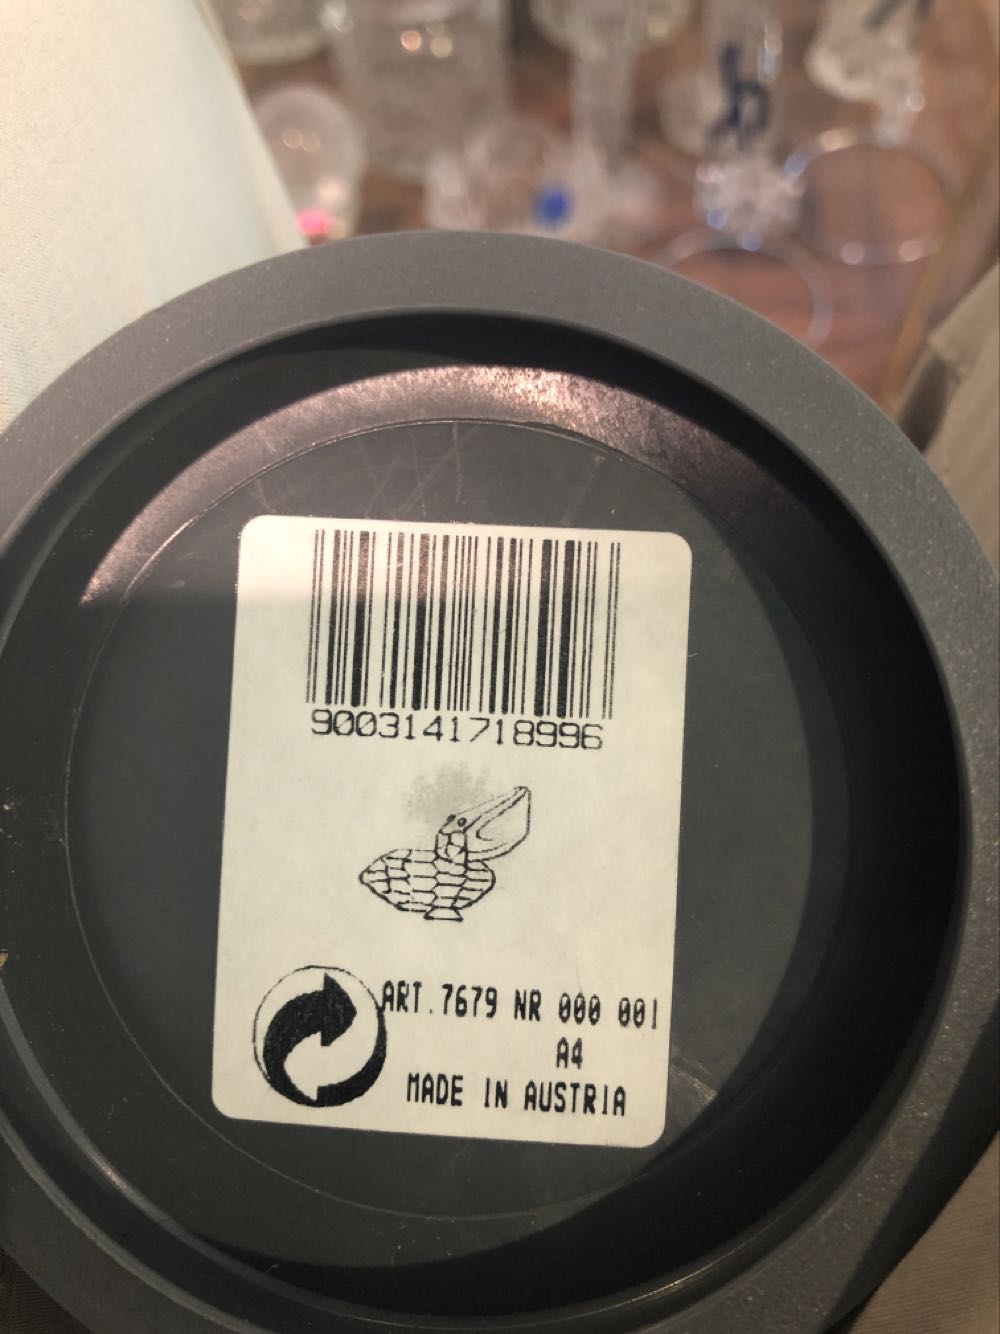 9003141718996
ART.7679 NR 000 001
A4
MADE IN AUSTRIA